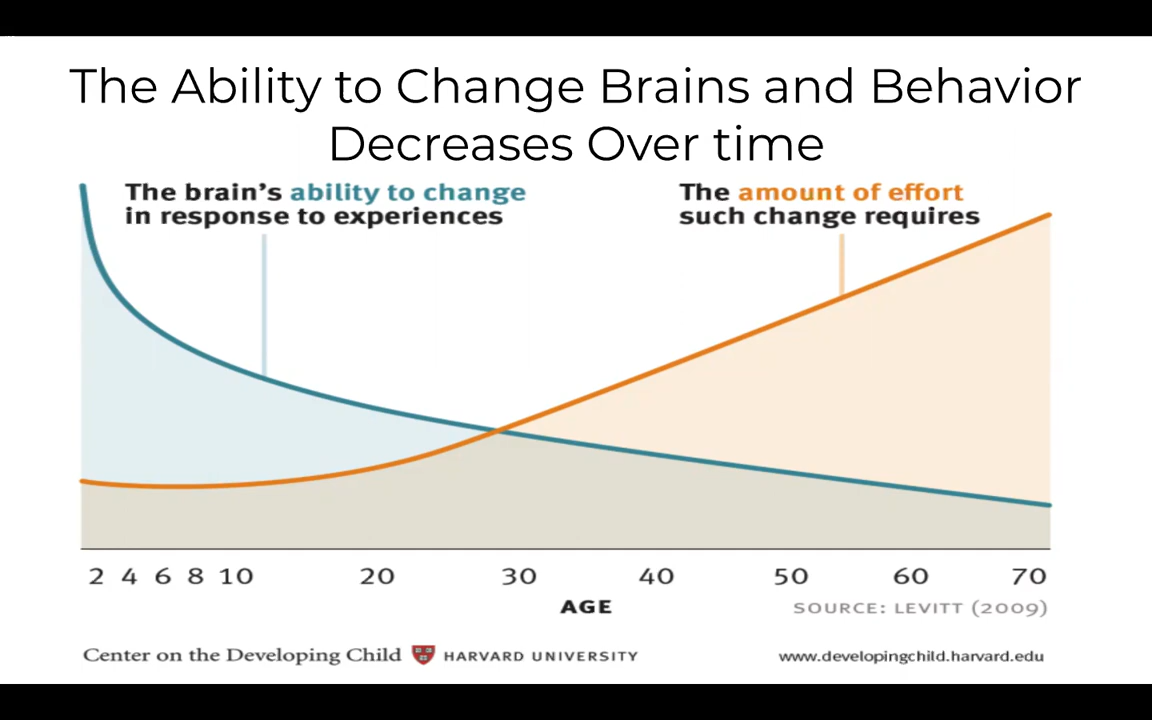 The Ability to Change Brains and Behavior
Decreases Over time
The brain's ability to change
in response to experiences
The amount of effort
such change requires
2 4 6 8 10 20 30 40 50 60 70
AGE
SOURCE: LEVITT (2009)
Center on the Developing Child HARVARD UNIVERSITY
www.developingchild.harvard.edu